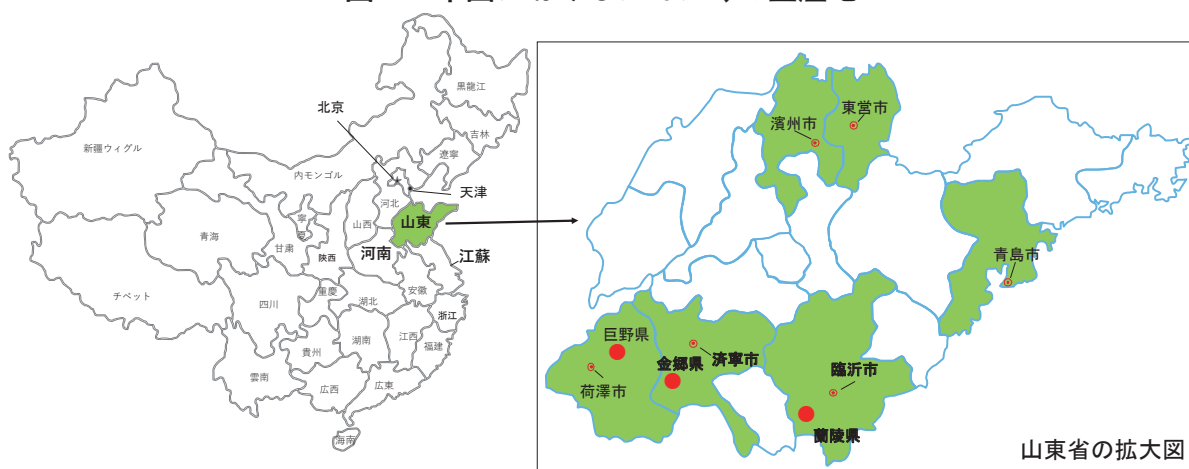 黒龍江
北京
吉林
新疆ウィグル
遼寧
内モンゴル
天津
河北
寧夏
山西
山東
青海
甘粛
河南
江蘇
陝西
チベット
四川
重慶
湖北
安徽
浙江
湖南
江西
貴州
福建
雲南
広西
広東
海南
東営市
濱州市
青島市
巨野県
済寧市
金郷県
臨沂市
荷澤市
蘭陵県
山東省の拡大図